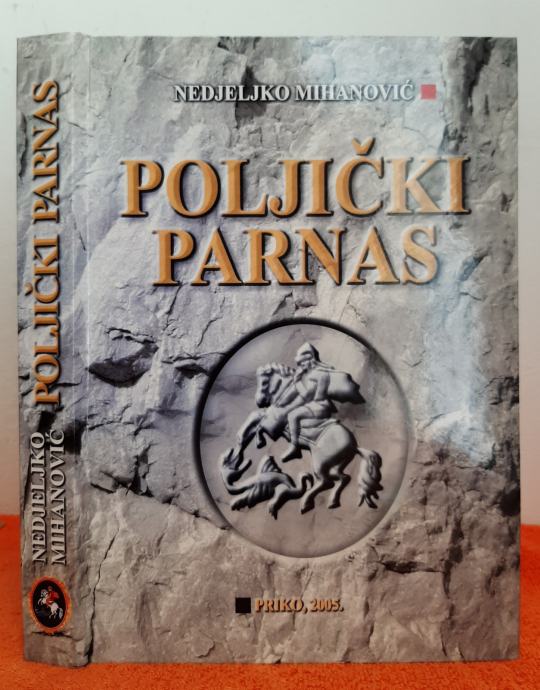 NEDJELJKO MIHANOVIĆ
POLJIČKI
PARNAS
PRIKO, 2005.
NEDJELJKO
MIHANOVIĆ
POLJIČKI PARNAS